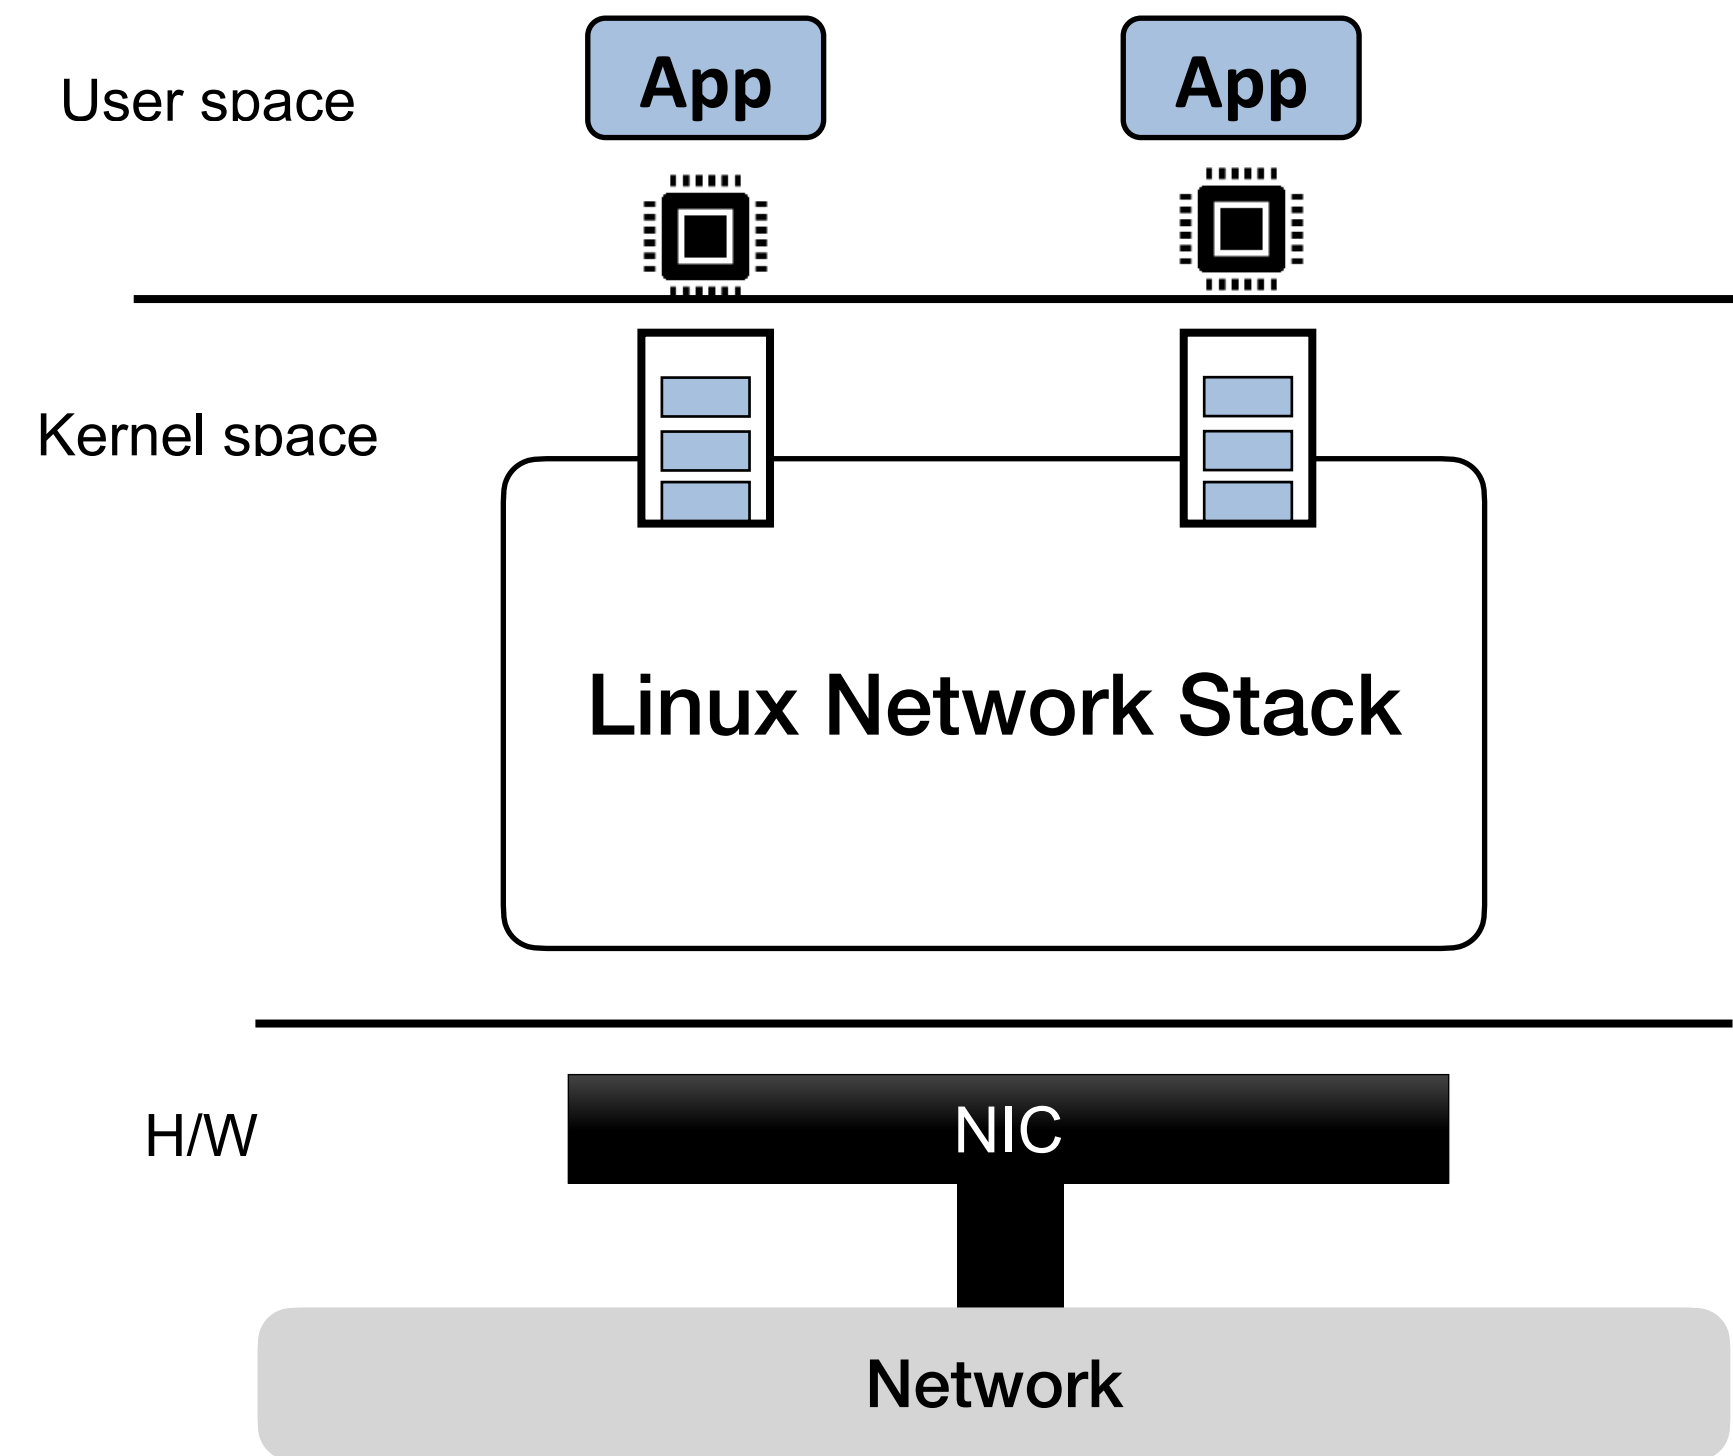 User space
App
App
Kernel space
Linux Network Stack
H/W
NIC
Network